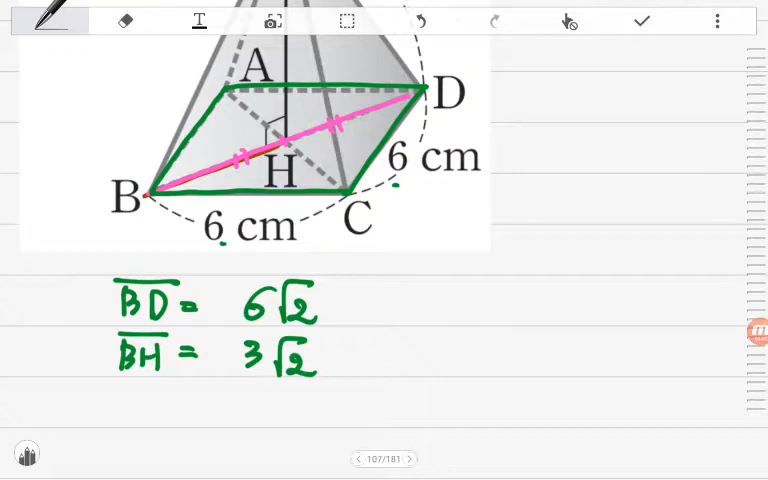 T
A
D
6 cm
H
B
C
6 cm
BD = 6√2
BH = 3√2
107/181